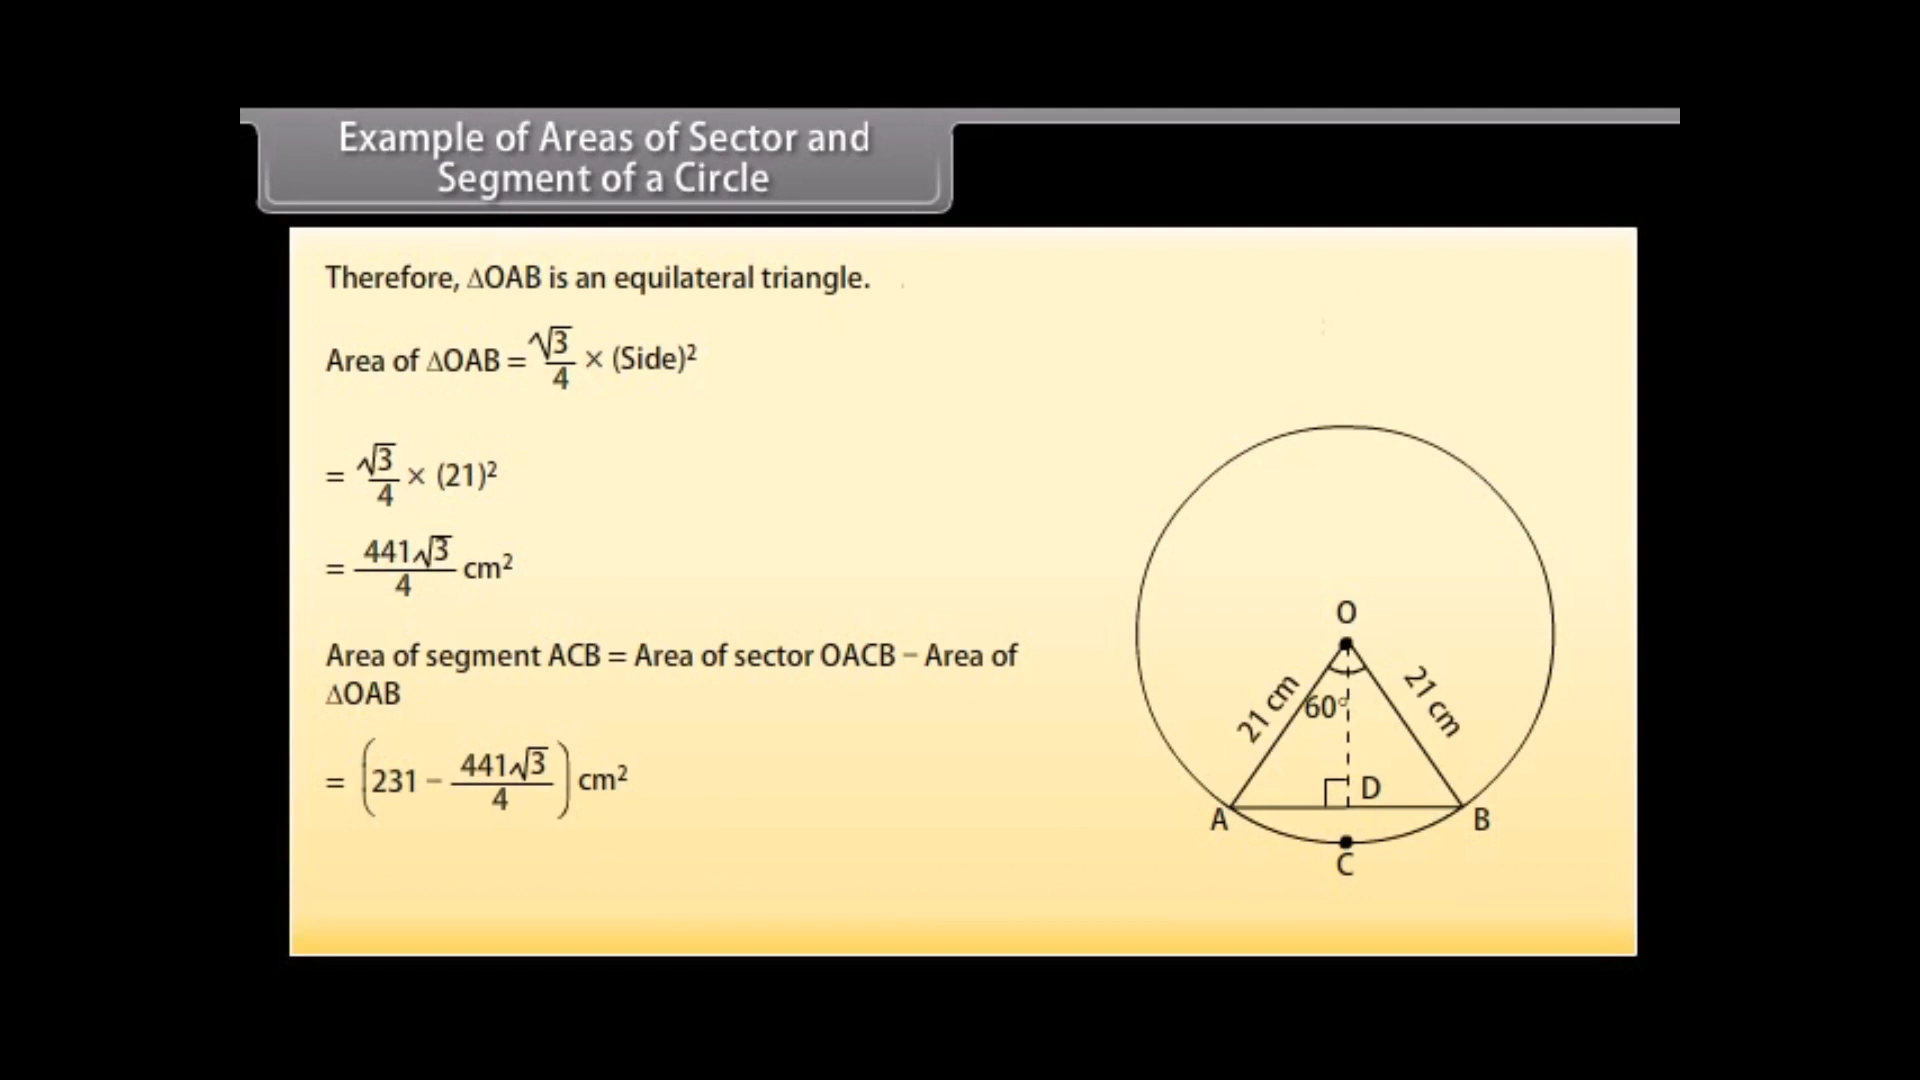 Example of Areas of Sector and
Segment of a Circle
Therefore, ∆OAB is an equilateral triangle.
Area of ∆OAB = √3/4 × (Side)²
= √3/4 × (21)²
= 441√3/4 cm²
Area of segment ACB = Area of sector OACB − Area of
∆OAB
= (231 − 441√3/4) cm²
O
21 cm
60°
21 cm
D
A
B
C